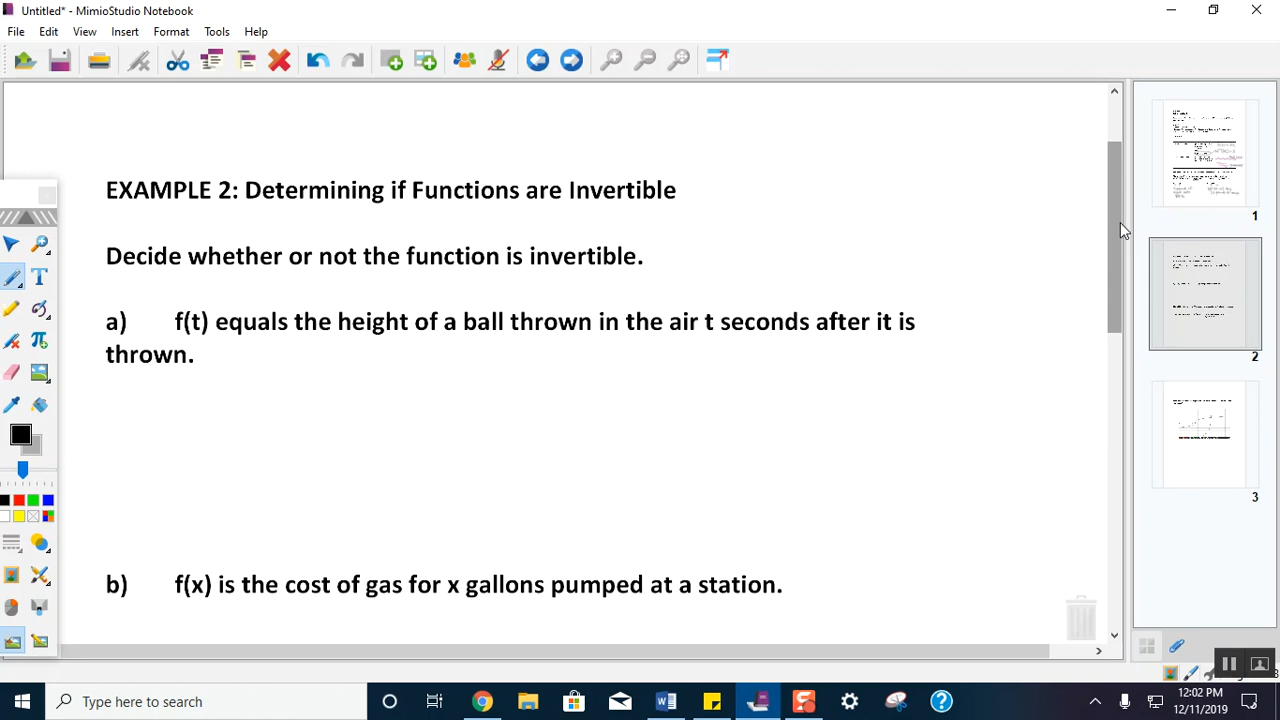 Untitled* - MimioStudio Notebook
File Edit View Insert Format Tools Help
EXAMPLE 2: Determining if Functions are Invertible
Decide whether or not the function is invertible.
a) f(t) equals the height of a ball thrown in the air t seconds after it is
thrown.
b) f(x) is the cost of gas for x gallons pumped at a station.
1
2
3
Type here to search
12:02 PM
12/11/2019